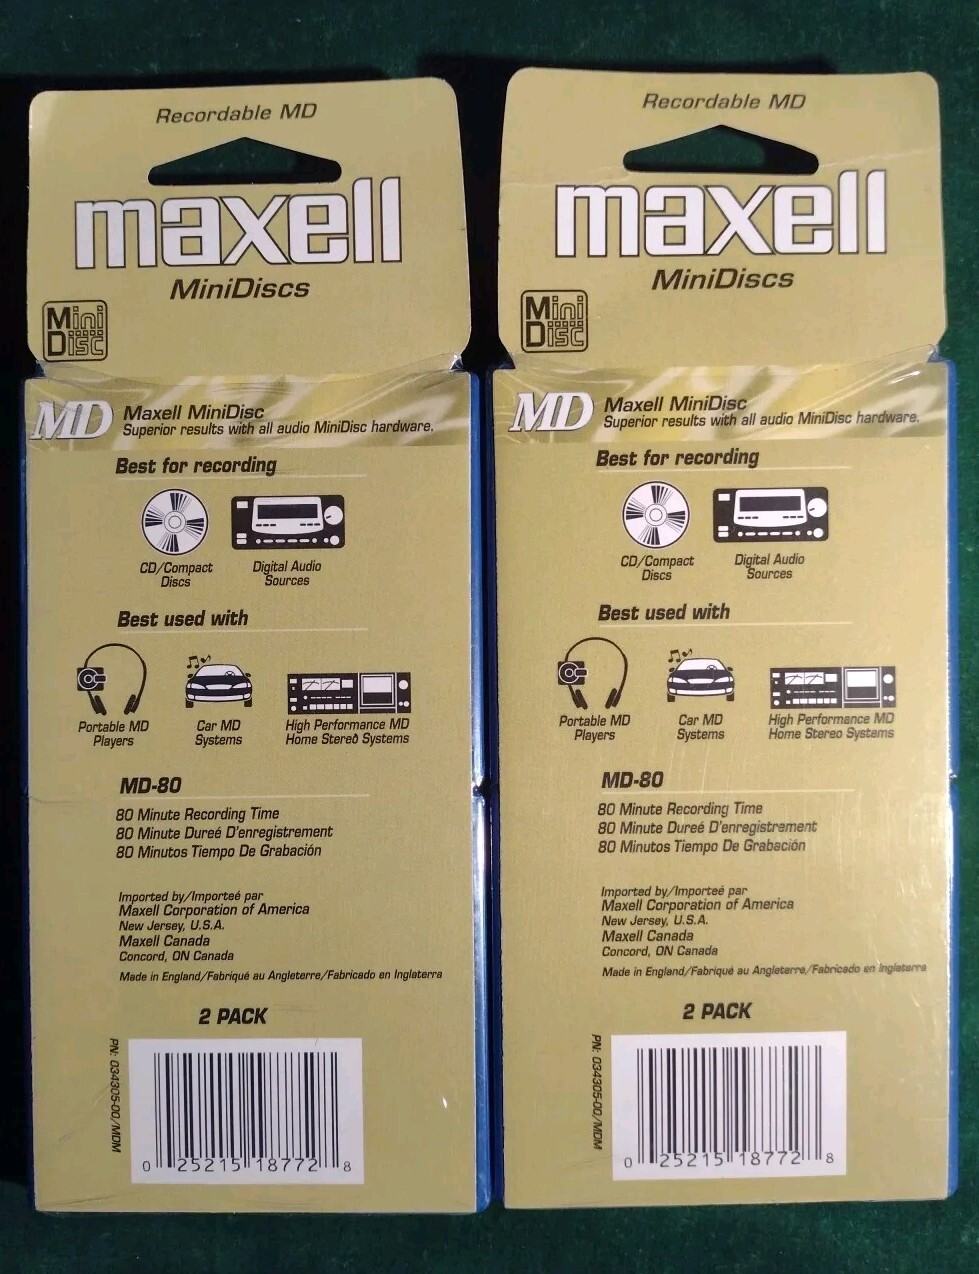 Recordable MD
maxell
MiniDiscs
Mini
Disc
MD
Maxell MiniDisc
Superior results with all audio MiniDisc hardware.
Best for recording
CD/Compact
Discs
Digital Audio
Sources
Best used with
Portable MD
Players
Car MD
Systems
High Performance MD
Home Stereo Systems
MD-80
80 Minute Recording Time
80 Minute Dureé D'enregistrement
80 Minutos Tiempo De Grabación
Imported by/Importeé par
Maxell Corporation of America
New Jersey, U.S.A.
Maxell Canada
Concord, ON Canada
Made in England/Fabriqué au Angleterre/Fabricado en Inglaterra
2 PACK
PN: 034305-00/MDM
0 25215 18772 8
Recordable MD
maxell
MiniDiscs
Mini
Disc
MD
Maxell MiniDisc
Superior results with all audio MiniDisc hardware.
Best for recording
CD/Compact
Discs
Digital Audio
Sources
Best used with
Portable MD
Players
Car MD
Systems
High Performance MD
Home Stereo Systems
MD-80
80 Minute Recording Time
80 Minute Dureé D'enregistrement
80 Minutos Tiempo De Grabación
Imported by/Importeé par
Maxell Corporation of America
New Jersey, U.S.A.
Maxell Canada
Concord, ON Canada
Made in England/Fabriqué au Angleterre/Fabricado en Inglaterra
2 PACK
PN: 034305-00/MDM
0 25215 18772 8